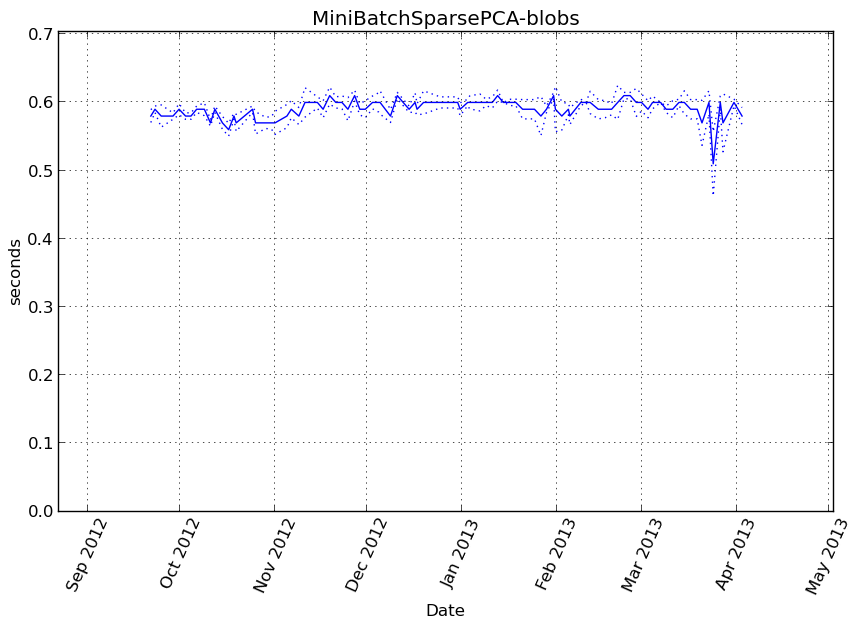 MiniBatchSparsePCA-blobs
0.7
0.6
0.5
0.4
0.3
0.2
0.1
0.0
seconds
Sep 2012
Oct 2012
Nov 2012
Dec 2012
Jan 2013
Feb 2013
Mar 2013
Apr 2013
May 2013
Date